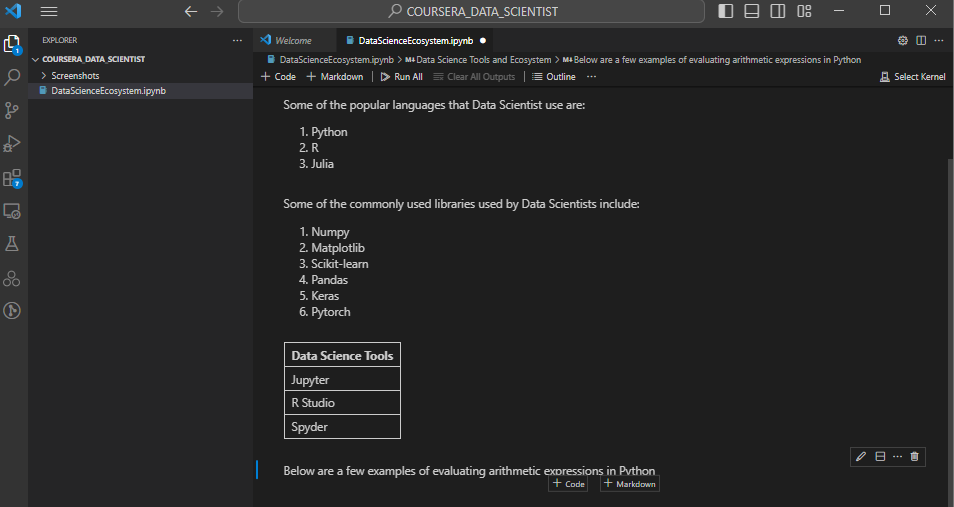 COURSERA_DATA_SCIENTIST
EXPLORER
COURSERA_DATA_SCIENTIST
Screenshots
DataScienceEcosystem.ipynb
Welcome
DataScienceEcosystem.ipynb
DataScienceEcosystem.ipynb > M↓ Data Science Tools and Ecosystem > M↓ Below are a few examples of evaluating arithmetic expressions in Python
+ Code + Markdown Run All Clear All Outputs Outline ... Select Kernel
Some of the popular languages that Data Scientist use are:
1. Python
2. R
3. Julia
Some of the commonly used libraries used by Data Scientists include:
1. Numpy
2. Matplotlib
3. Scikit-learn
4. Pandas
5. Keras
6. Pytorch
Data Science Tools
Jupyter
R Studio
Spyder
Below are a few examples of evaluating arithmetic expressions in Python
+ Code + Markdown
1
7